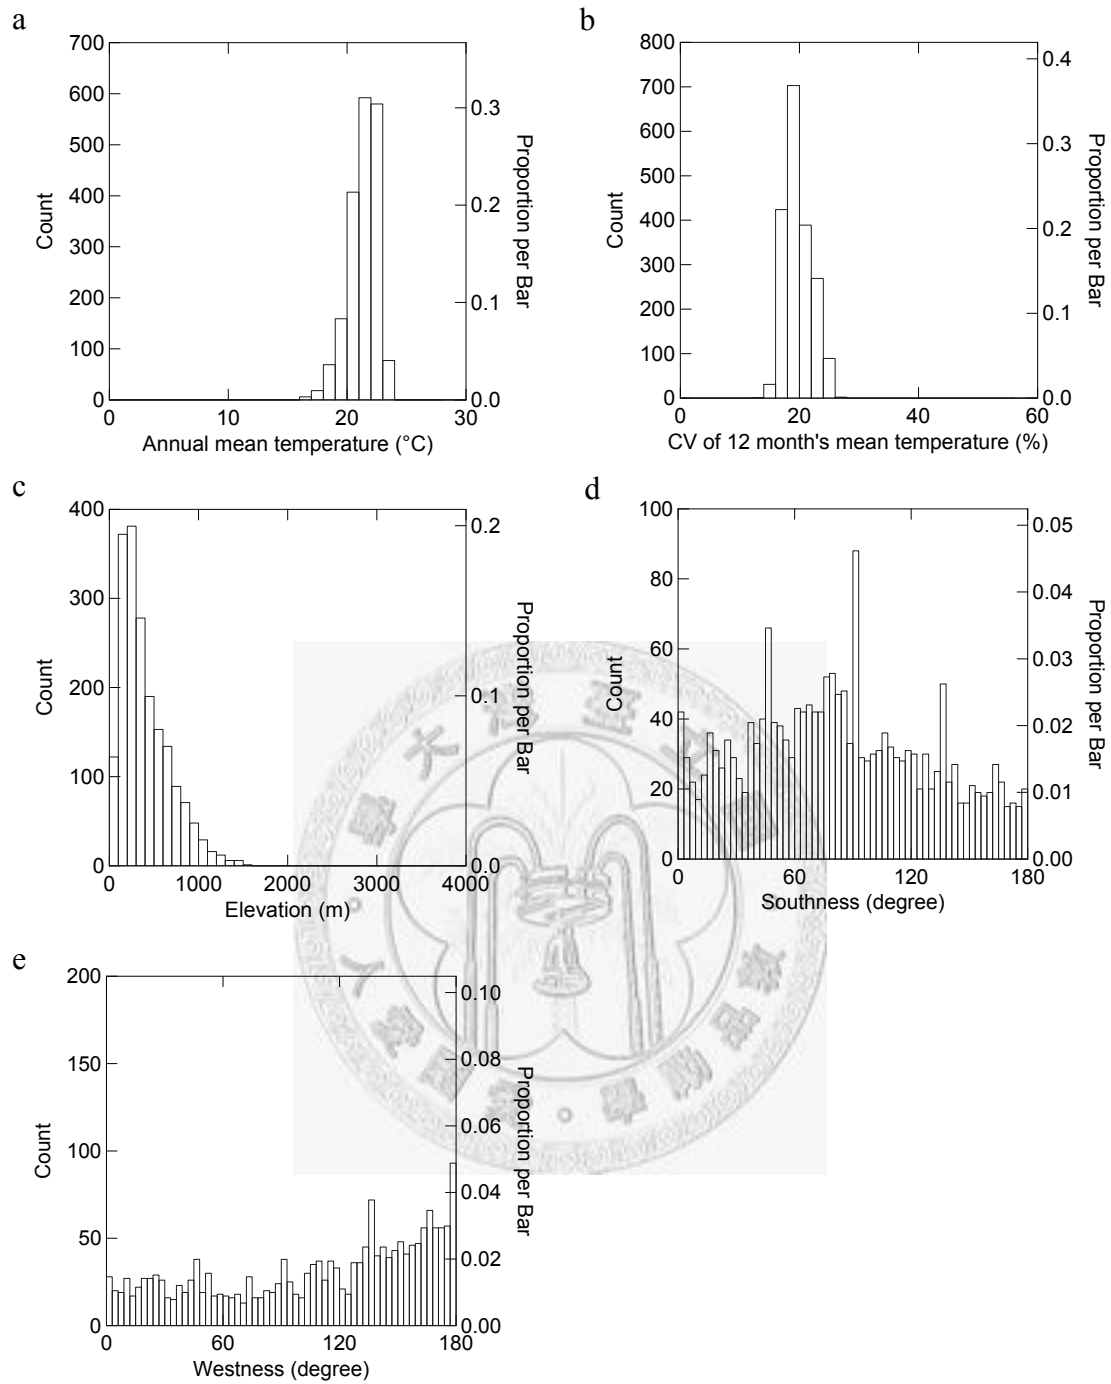 a
700
600
500
400
300
200
100
0
0.3
0.2
0.1
0.0
0 10 20 30
Count
Proportion per Bar
Annual mean temperature (°C)
b
800
700
600
500
400
300
200
100
0
0.4
0.3
0.2
0.1
0.0
0 20 40 60
Count
Proportion per Bar
CV of 12 month's mean temperature (%)
c
400
300
200
100
0
0.2
0.1
0.0
0 1000 2000 3000 4000
Count
Proportion per Bar
Elevation (m)
d
100
80
60
40
20
0
0.05
0.04
0.03
0.02
0.01
0.00
0 60 120 180
Count
Proportion per Bar
Southness (degree)
e
200
150
100
50
0
0.10
0.08
0.06
0.04
0.02
0.00
0 60 120 180
Count
Proportion per Bar
Westness (degree)